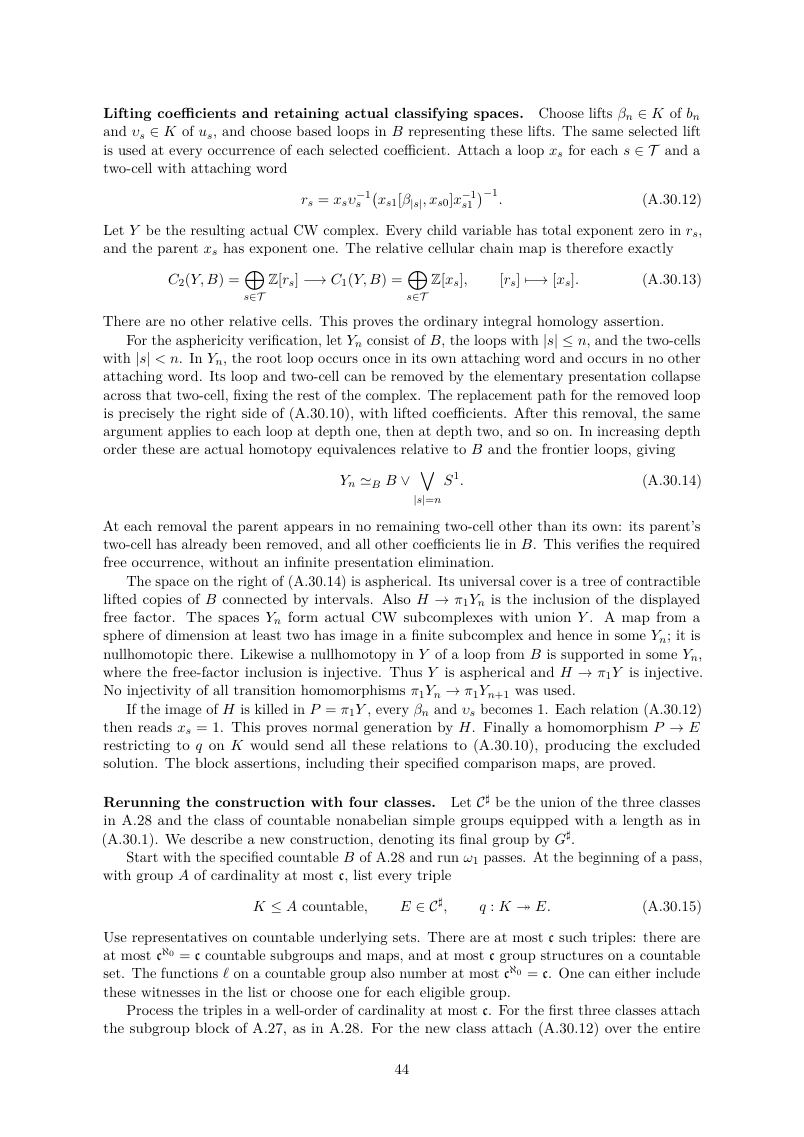 Lifting coefficients and retaining actual classifying spaces. Choose lifts βₙ ∈ K of bₙ
and υₛ ∈ K of uₛ, and choose based loops in B representing these lifts. The same selected lift
is used at every occurrence of each selected coefficient. Attach a loop xₛ for each s ∈ 𝒯 and a
two-cell with attaching word
rₛ = xₛυₛ⁻¹(xₛ₁[β_{|s|}, xₛ₀]xₛ₁⁻¹)⁻¹. (A.30.12)
Let Y be the resulting actual CW complex. Every child variable has total exponent zero in rₛ,
and the parent xₛ has exponent one. The relative cellular chain map is therefore exactly
C₂(Y, B) = ⨁_{s∈𝒯} ℤ[rₛ] ⟶ C₁(Y, B) = ⨁_{s∈𝒯} ℤ[xₛ], [rₛ] ⟼ [xₛ]. (A.30.13)
There are no other relative cells. This proves the ordinary integral homology assertion.
For the asphericity verification, let Yₙ consist of B, the loops with |s| ≤ n, and the two-cells
with |s| < n. In Yₙ, the root loop occurs once in its own attaching word and occurs in no other
attaching word. Its loop and two-cell can be removed by the elementary presentation collapse
across that two-cell, fixing the rest of the complex. The replacement path for the removed loop
is precisely the right side of (A.30.10), with lifted coefficients. After this removal, the same
argument applies to each loop at depth one, then at depth two, and so on. In increasing depth
order these are actual homotopy equivalences relative to B and the frontier loops, giving
Yₙ ≃_B B ∨ ⋁_{|s|=n} S¹. (A.30.14)
At each removal the parent appears in no remaining two-cell other than its own: its parent's
two-cell has already been removed, and all other coefficients lie in B. This verifies the required
free occurrence, without an infinite presentation elimination.
The space on the right of (A.30.14) is aspherical. Its universal cover is a tree of contractible
lifted copies of B connected by intervals. Also H → π₁Yₙ is the inclusion of the displayed
free factor. The spaces Yₙ form actual CW subcomplexes with union Y. A map from a
sphere of dimension at least two has image in a finite subcomplex and hence in some Yₙ; it is
nullhomotopic there. Likewise a nullhomotopy in Y of a loop from B is supported in some Yₙ,
where the free-factor inclusion is injective. Thus Y is aspherical and H → π₁Y is injective.
No injectivity of all transition homomorphisms π₁Yₙ → π₁Yₙ₊₁ was used.
If the image of H is killed in P = π₁Y, every βₙ and υₛ becomes 1. Each relation (A.30.12)
then reads xₛ = 1. This proves normal generation by H. Finally a homomorphism P → E
restricting to q on K would send all these relations to (A.30.10), producing the excluded
solution. The block assertions, including their specified comparison maps, are proved.
Rerunning the construction with four classes. Let 𝒞♯ be the union of the three classes
in A.28 and the class of countable nonabelian simple groups equipped with a length as in
(A.30.1). We describe a new construction, denoting its final group by G♯.
Start with the specified countable B of A.28 and run ω₁ passes. At the beginning of a pass,
with group A of cardinality at most 𝔠, list every triple
K ≤ A countable, E ∈ 𝒞♯, q : K ↠ E. (A.30.15)
Use representatives on countable underlying sets. There are at most 𝔠 such triples: there are
at most 𝔠^{ℵ₀} = 𝔠 countable subgroups and maps, and at most 𝔠 group structures on a countable
set. The functions ℓ on a countable group also number at most 𝔠^{ℵ₀} = 𝔠. One can either include
these witnesses in the list or choose one for each eligible group.
Process the triples in a well-order of cardinality at most 𝔠. For the first three classes attach
the subgroup block of A.27, as in A.28. For the new class attach (A.30.12) over the entire
44